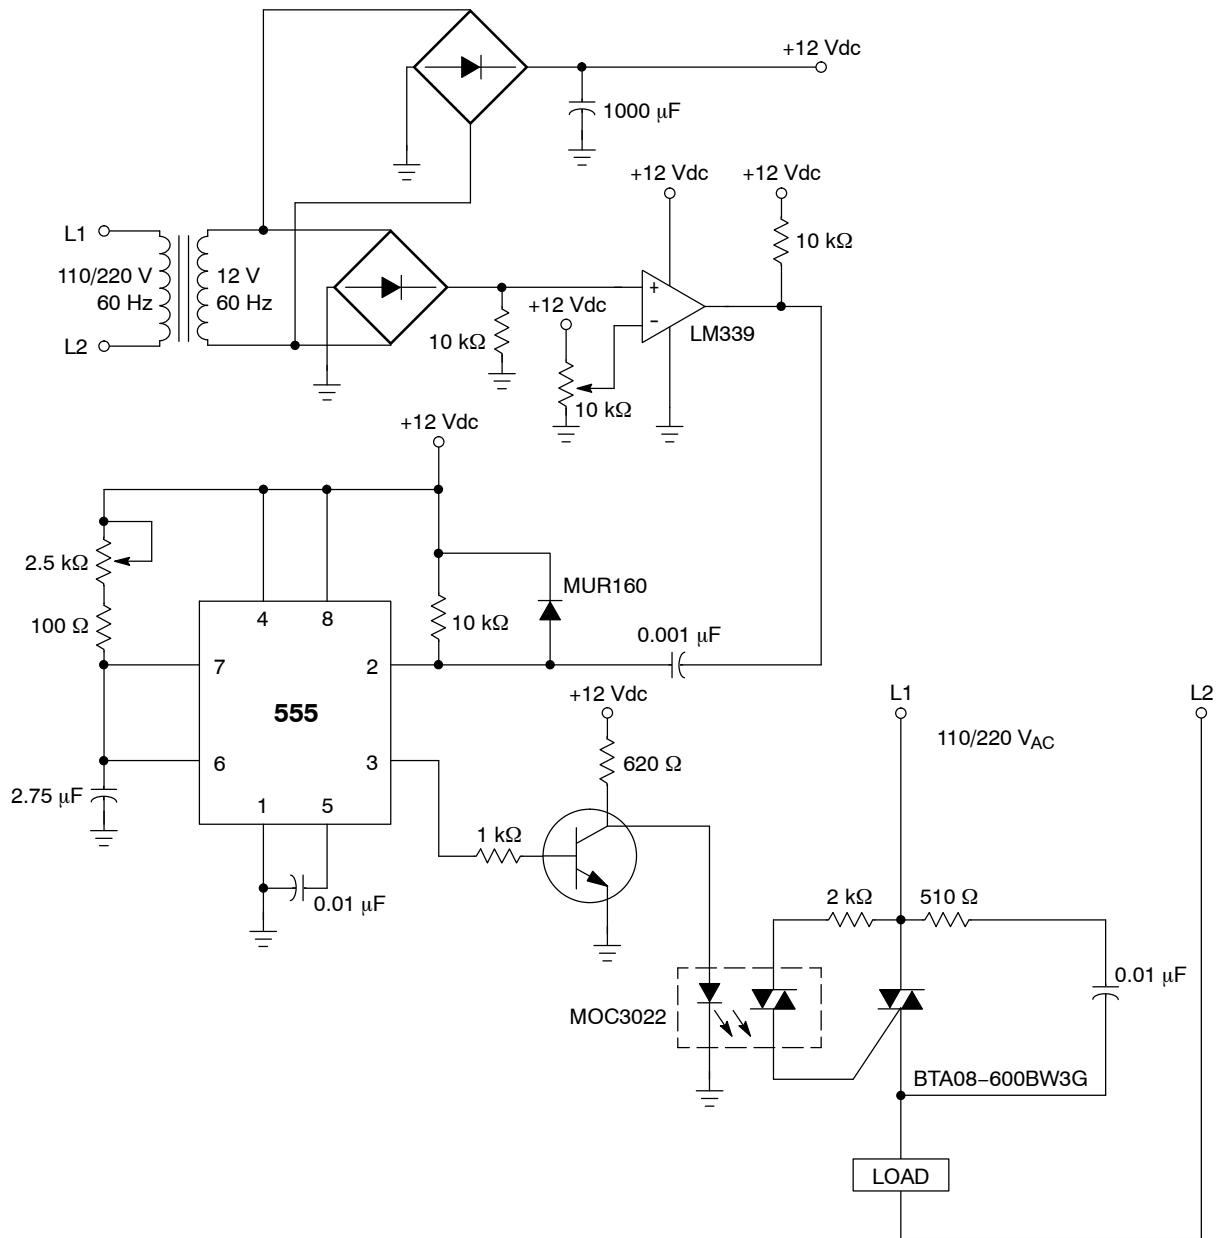 +12 Vdc
1000 μF
+12 Vdc
+12 Vdc
10 kΩ
L1
110/220 V
60 Hz
12 V
60 Hz
L2
10 kΩ
+12 Vdc
10 kΩ
+
−
LM339
+12 Vdc
2.5 kΩ
100 Ω
4
8
10 kΩ
MUR160
0.001 μF
7
2
555
6
3
1
5
2.75 μF
0.01 μF
+12 Vdc
620 Ω
1 kΩ
L1
L2
110/220 VAC
2 kΩ
510 Ω
0.01 μF
MOC3022
BTA08−600BW3G
LOAD